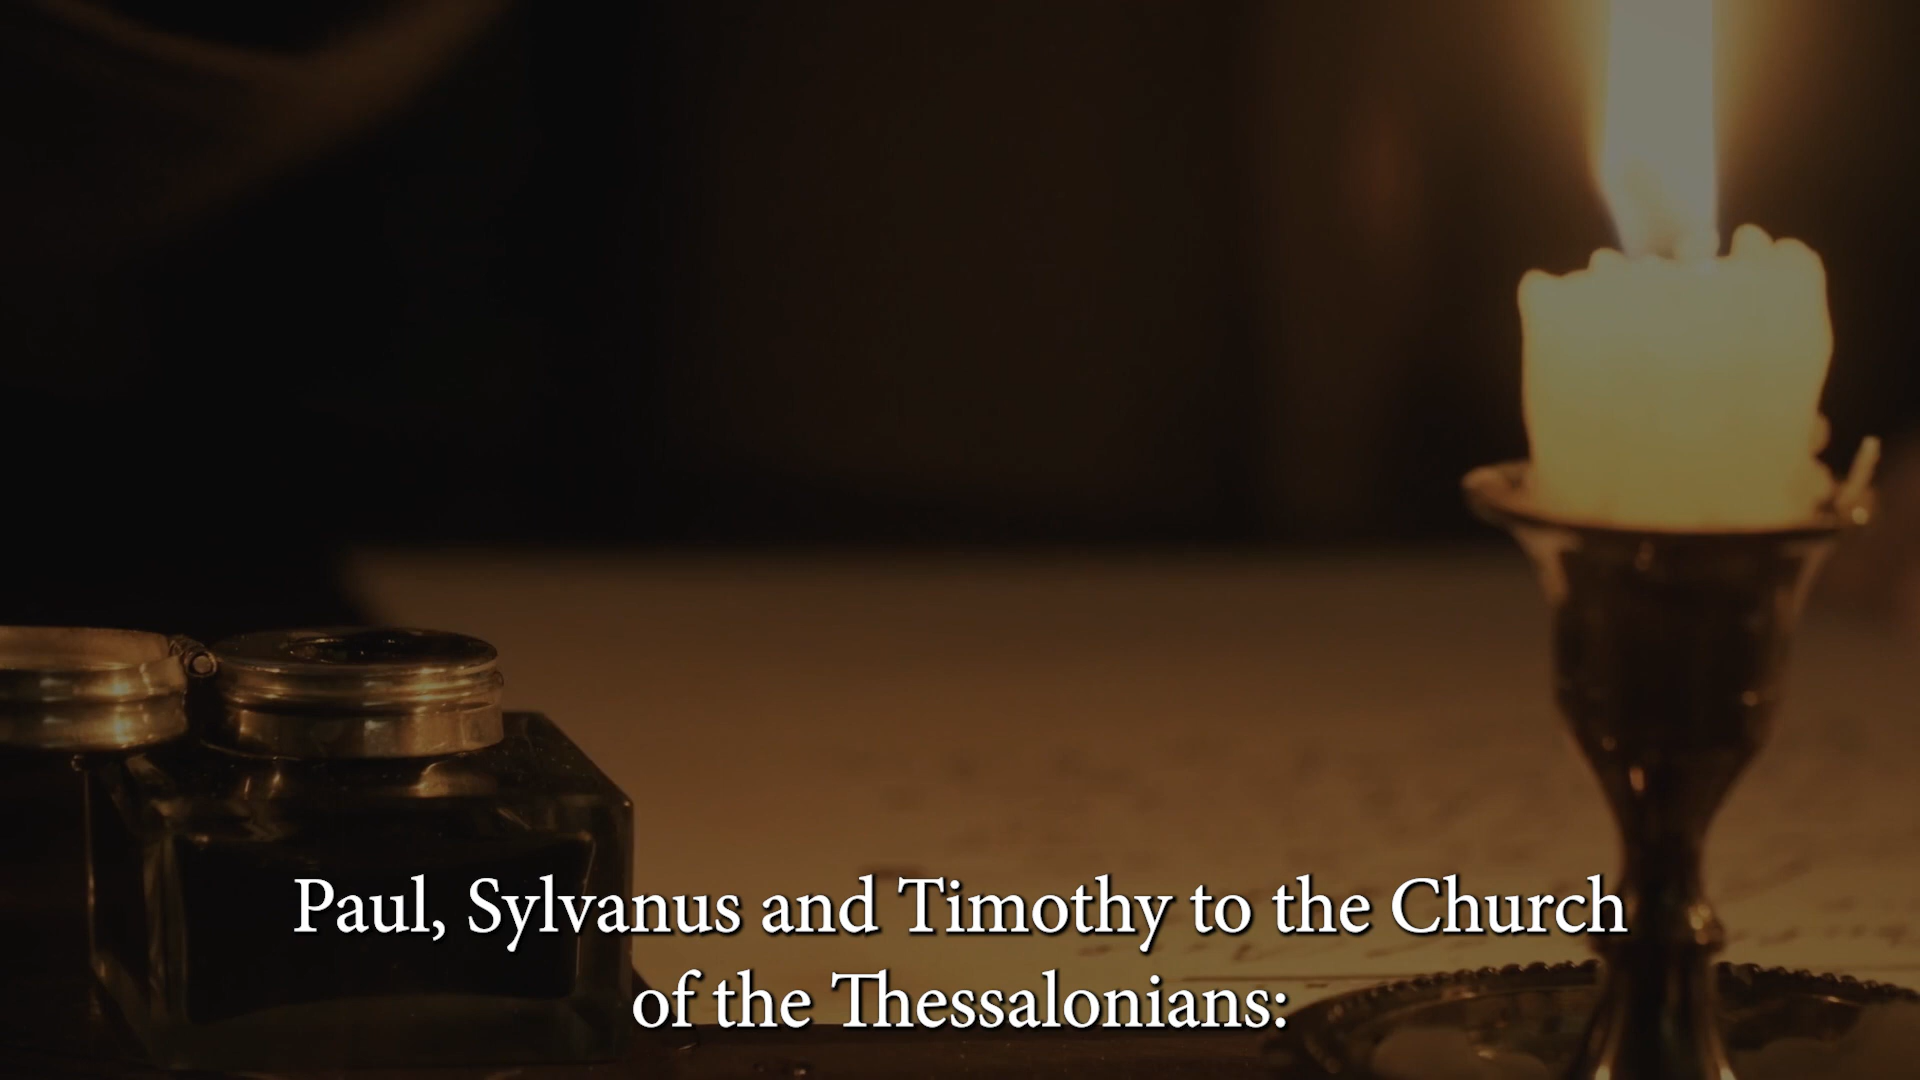 Paul, Sylvanus and Timothy to the Church
of the Thessalonians: